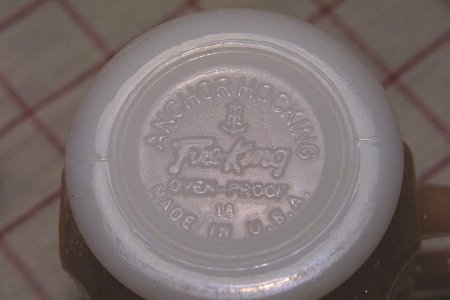 ANCHOR HOCKING
Fire-King
OVEN-PROOF
18
MADE IN U.S.A.